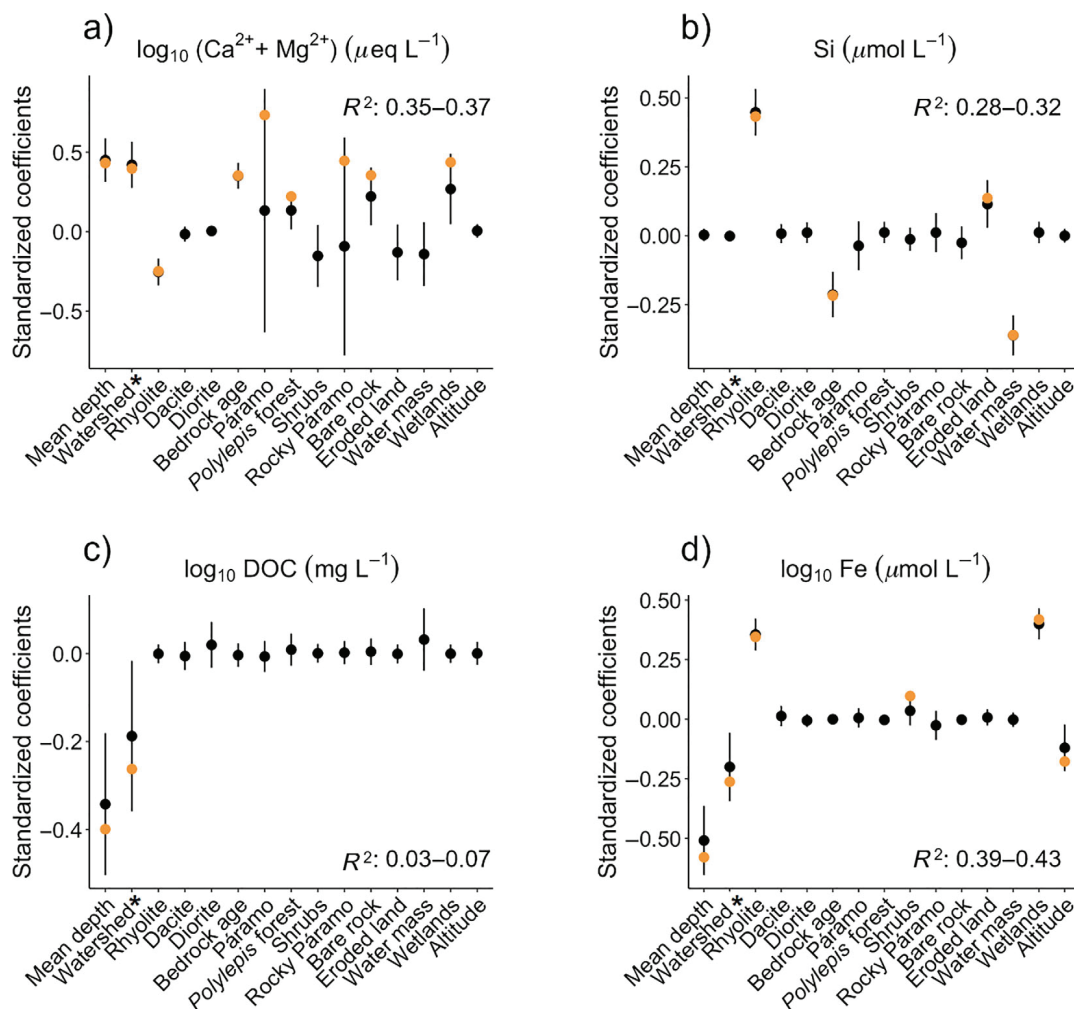 a)
log₁₀ (Ca²⁺+ Mg²⁺) (μeq L⁻¹)
R²: 0.35–0.37
Standardized coefficients
0.5
0.0
−0.5
Mean depth
Watershed*
Rhyolite
Dacite
Diorite
Bedrock age
Páramo
Polylepis forest
Shrubs
Rocky Páramo
Bare rock
Eroded land
Water mass
Wetlands
Altitude
b)
Si (μmol L⁻¹)
R²: 0.28–0.32
Standardized coefficients
0.50
0.25
0.00
−0.25
Mean depth
Watershed*
Rhyolite
Dacite
Diorite
Bedrock age
Páramo
Polylepis forest
Shrubs
Rocky Páramo
Bare rock
Eroded land
Water mass
Wetlands
Altitude
c)
log₁₀ DOC (mg L⁻¹)
Standardized coefficients
0.0
−0.2
−0.4
R²: 0.03–0.07
Mean depth
Watershed*
Rhyolite
Dacite
Diorite
Bedrock age
Páramo
Polylepis forest
Shrubs
Rocky Páramo
Bare rock
Eroded land
Water mass
Wetlands
Altitude
d)
log₁₀ Fe (μmol L⁻¹)
Standardized coefficients
0.50
0.25
0.00
−0.25
−0.50
R²: 0.39–0.43
Mean depth
Watershed*
Rhyolite
Dacite
Diorite
Bedrock age
Páramo
Polylepis forest
Shrubs
Rocky Páramo
Bare rock
Eroded land
Water mass
Wetlands
Altitude